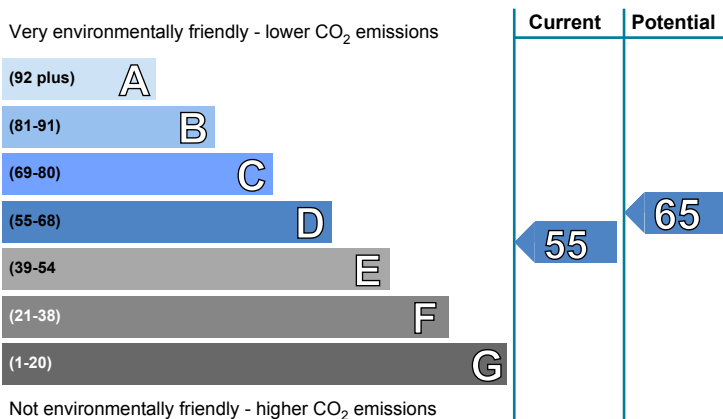 Current Potential
Very environmentally friendly - lower CO2 emissions
(92 plus) A
(81-91) B
(69-80) C
(55-68) D
65
55
(39-54 E
(21-38) F
(1-20) G
Not environmentally friendly - higher CO2 emissions